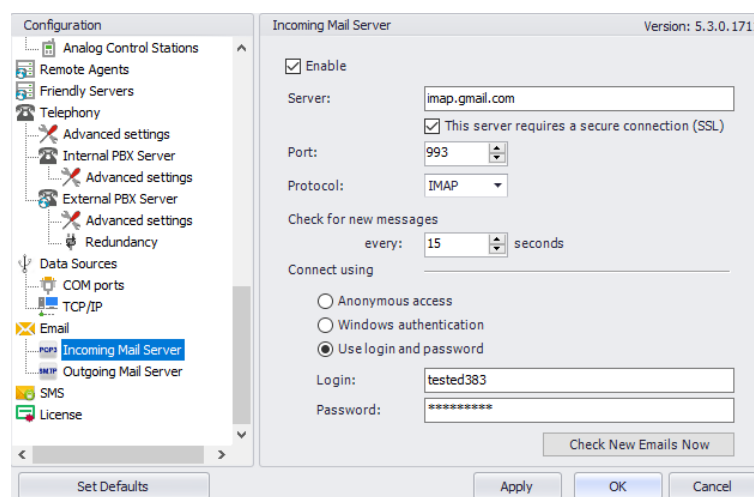 Configuration
Analog Control Stations
Remote Agents
Friendly Servers
Telephony
Advanced settings
Internal PBX Server
Advanced settings
External PBX Server
Advanced settings
Redundancy
Data Sources
COM ports
TCP/IP
Email
POP3 Incoming Mail Server
SMTP Outgoing Mail Server
SMS
License
Set Defaults
Incoming Mail Server Version: 5.3.0.171
Enable
Server: imap.gmail.com
This server requires a secure connection (SSL)
Port: 993
Protocol: IMAP
Check for new messages
every: 15 seconds
Connect using
Anonymous access
Windows authentication
Use login and password
Login: tested383
Password: *********
Check New Emails Now
Apply OK Cancel